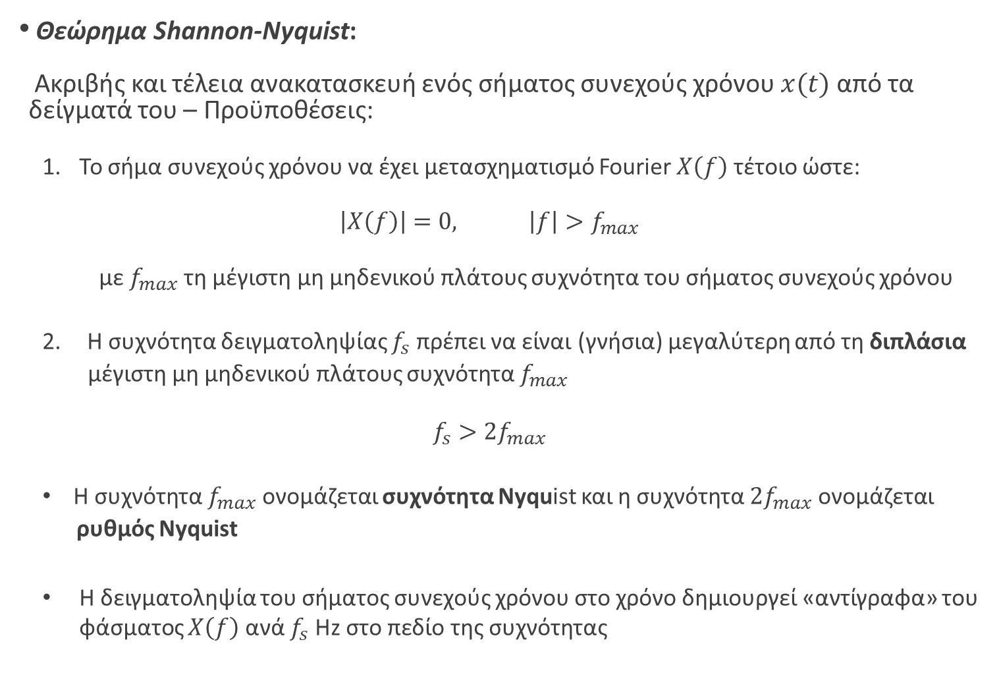 • Θεώρημα Shannon-Nyquist:
Ακριβής και τέλεια ανακατασκευή ενός σήματος συνεχούς χρόνου x(t) από τα
δείγματά του – Προϋποθέσεις:
1. Το σήμα συνεχούς χρόνου να έχει μετασχηματισμό Fourier X(f) τέτοιο ώστε:
|X(f)| = 0, |f| > f_{max}
με f_{max} τη μέγιστη μη μηδενικού πλάτους συχνότητα του σήματος συνεχούς χρόνου
2. Η συχνότητα δειγματοληψίας f_s πρέπει να είναι (γνήσια) μεγαλύτερη από τη διπλάσια
μέγιστη μη μηδενικού πλάτους συχνότητα f_{max}
f_s > 2f_{max}
• Η συχνότητα f_{max} ονομάζεται συχνότητα Nyquist και η συχνότητα 2f_{max} ονομάζεται
ρυθμός Nyquist
• Η δειγματοληψία του σήματος συνεχούς χρόνου στο χρόνο δημιουργεί «αντίγραφα» του
φάσματος X(f) ανά f_s Hz στο πεδίο της συχνότητας